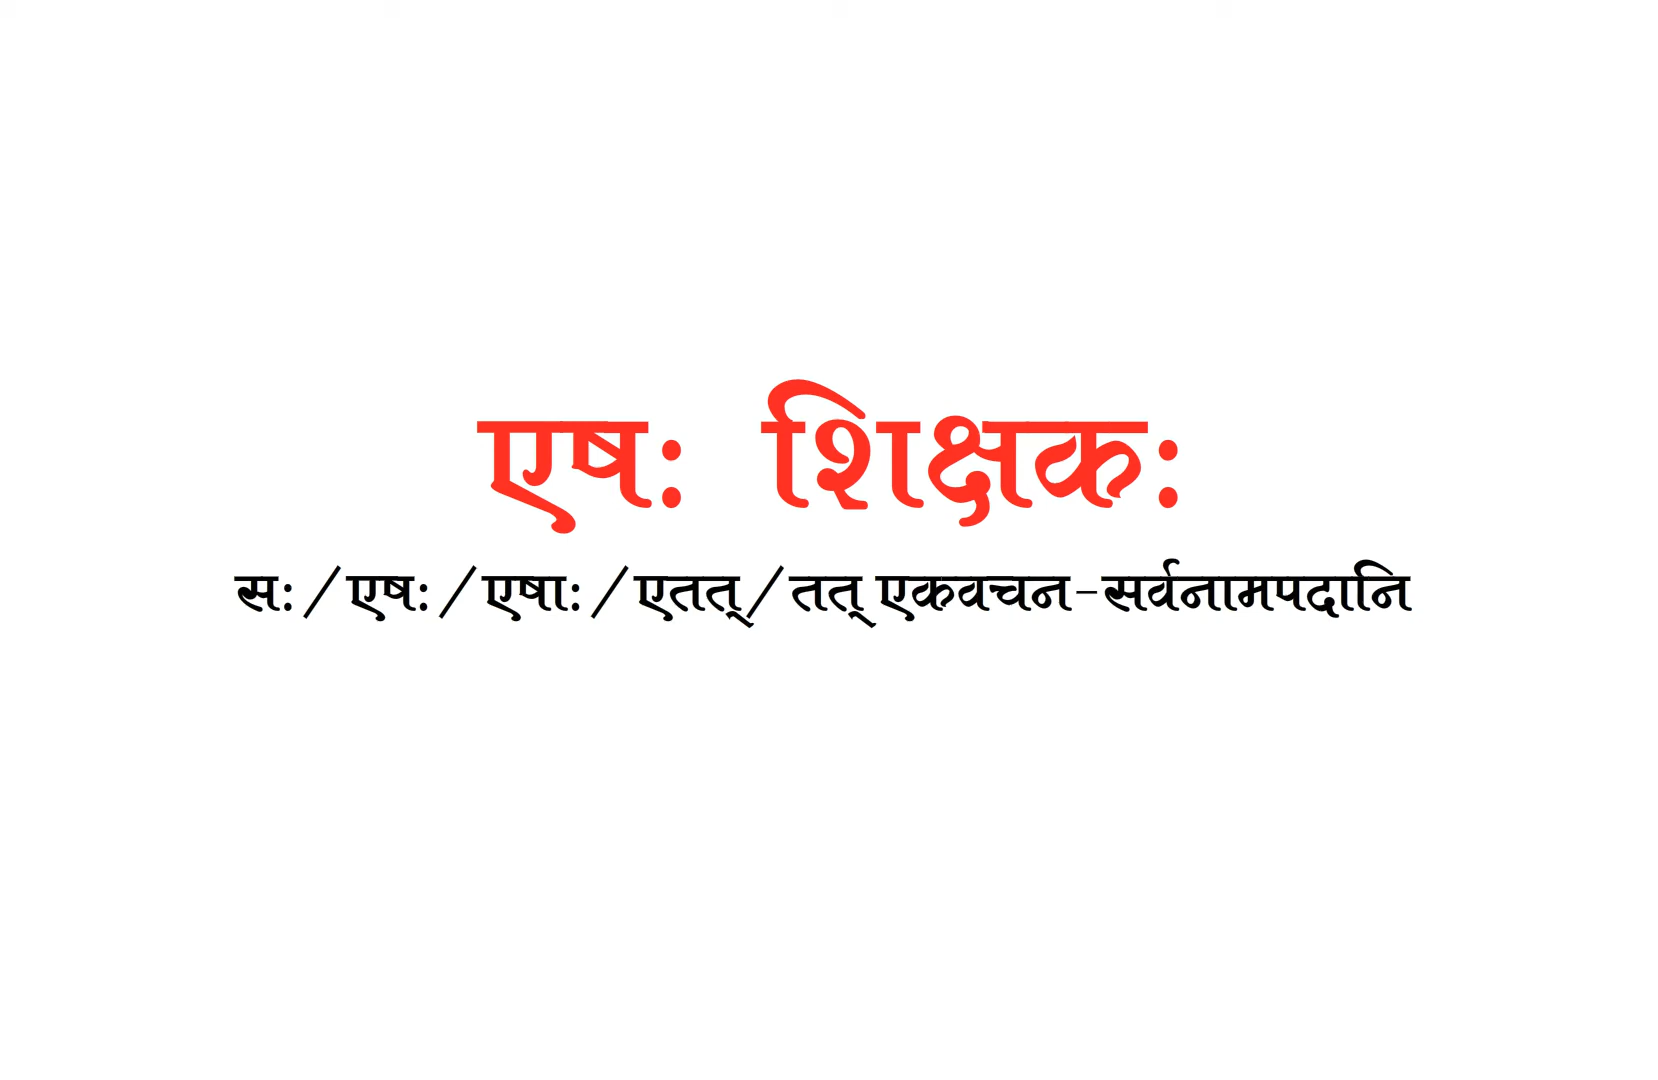 एषः शिक्षकः
सः/एषः/एषाः/एतत्/तत् एकवचन-सर्वनामपदानि